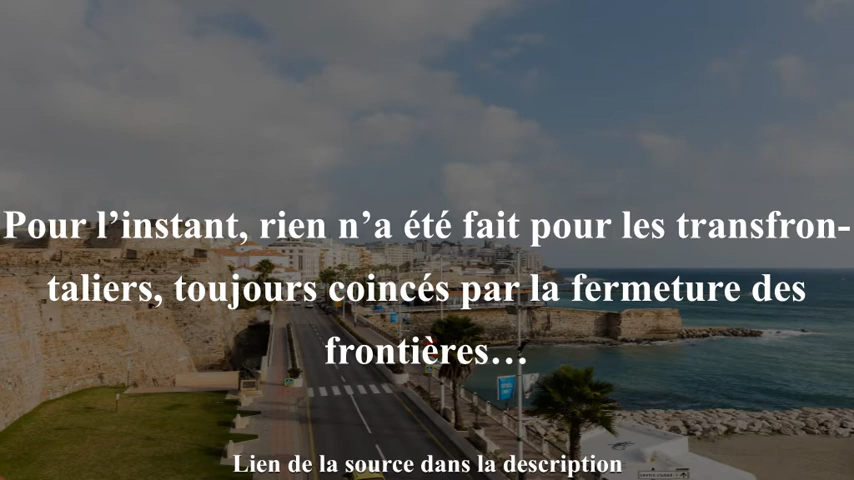 Pour l’instant, rien n’a été fait pour les transfron-
taliers, toujours coincés par la fermeture des
frontières…
Lien de la source dans la description